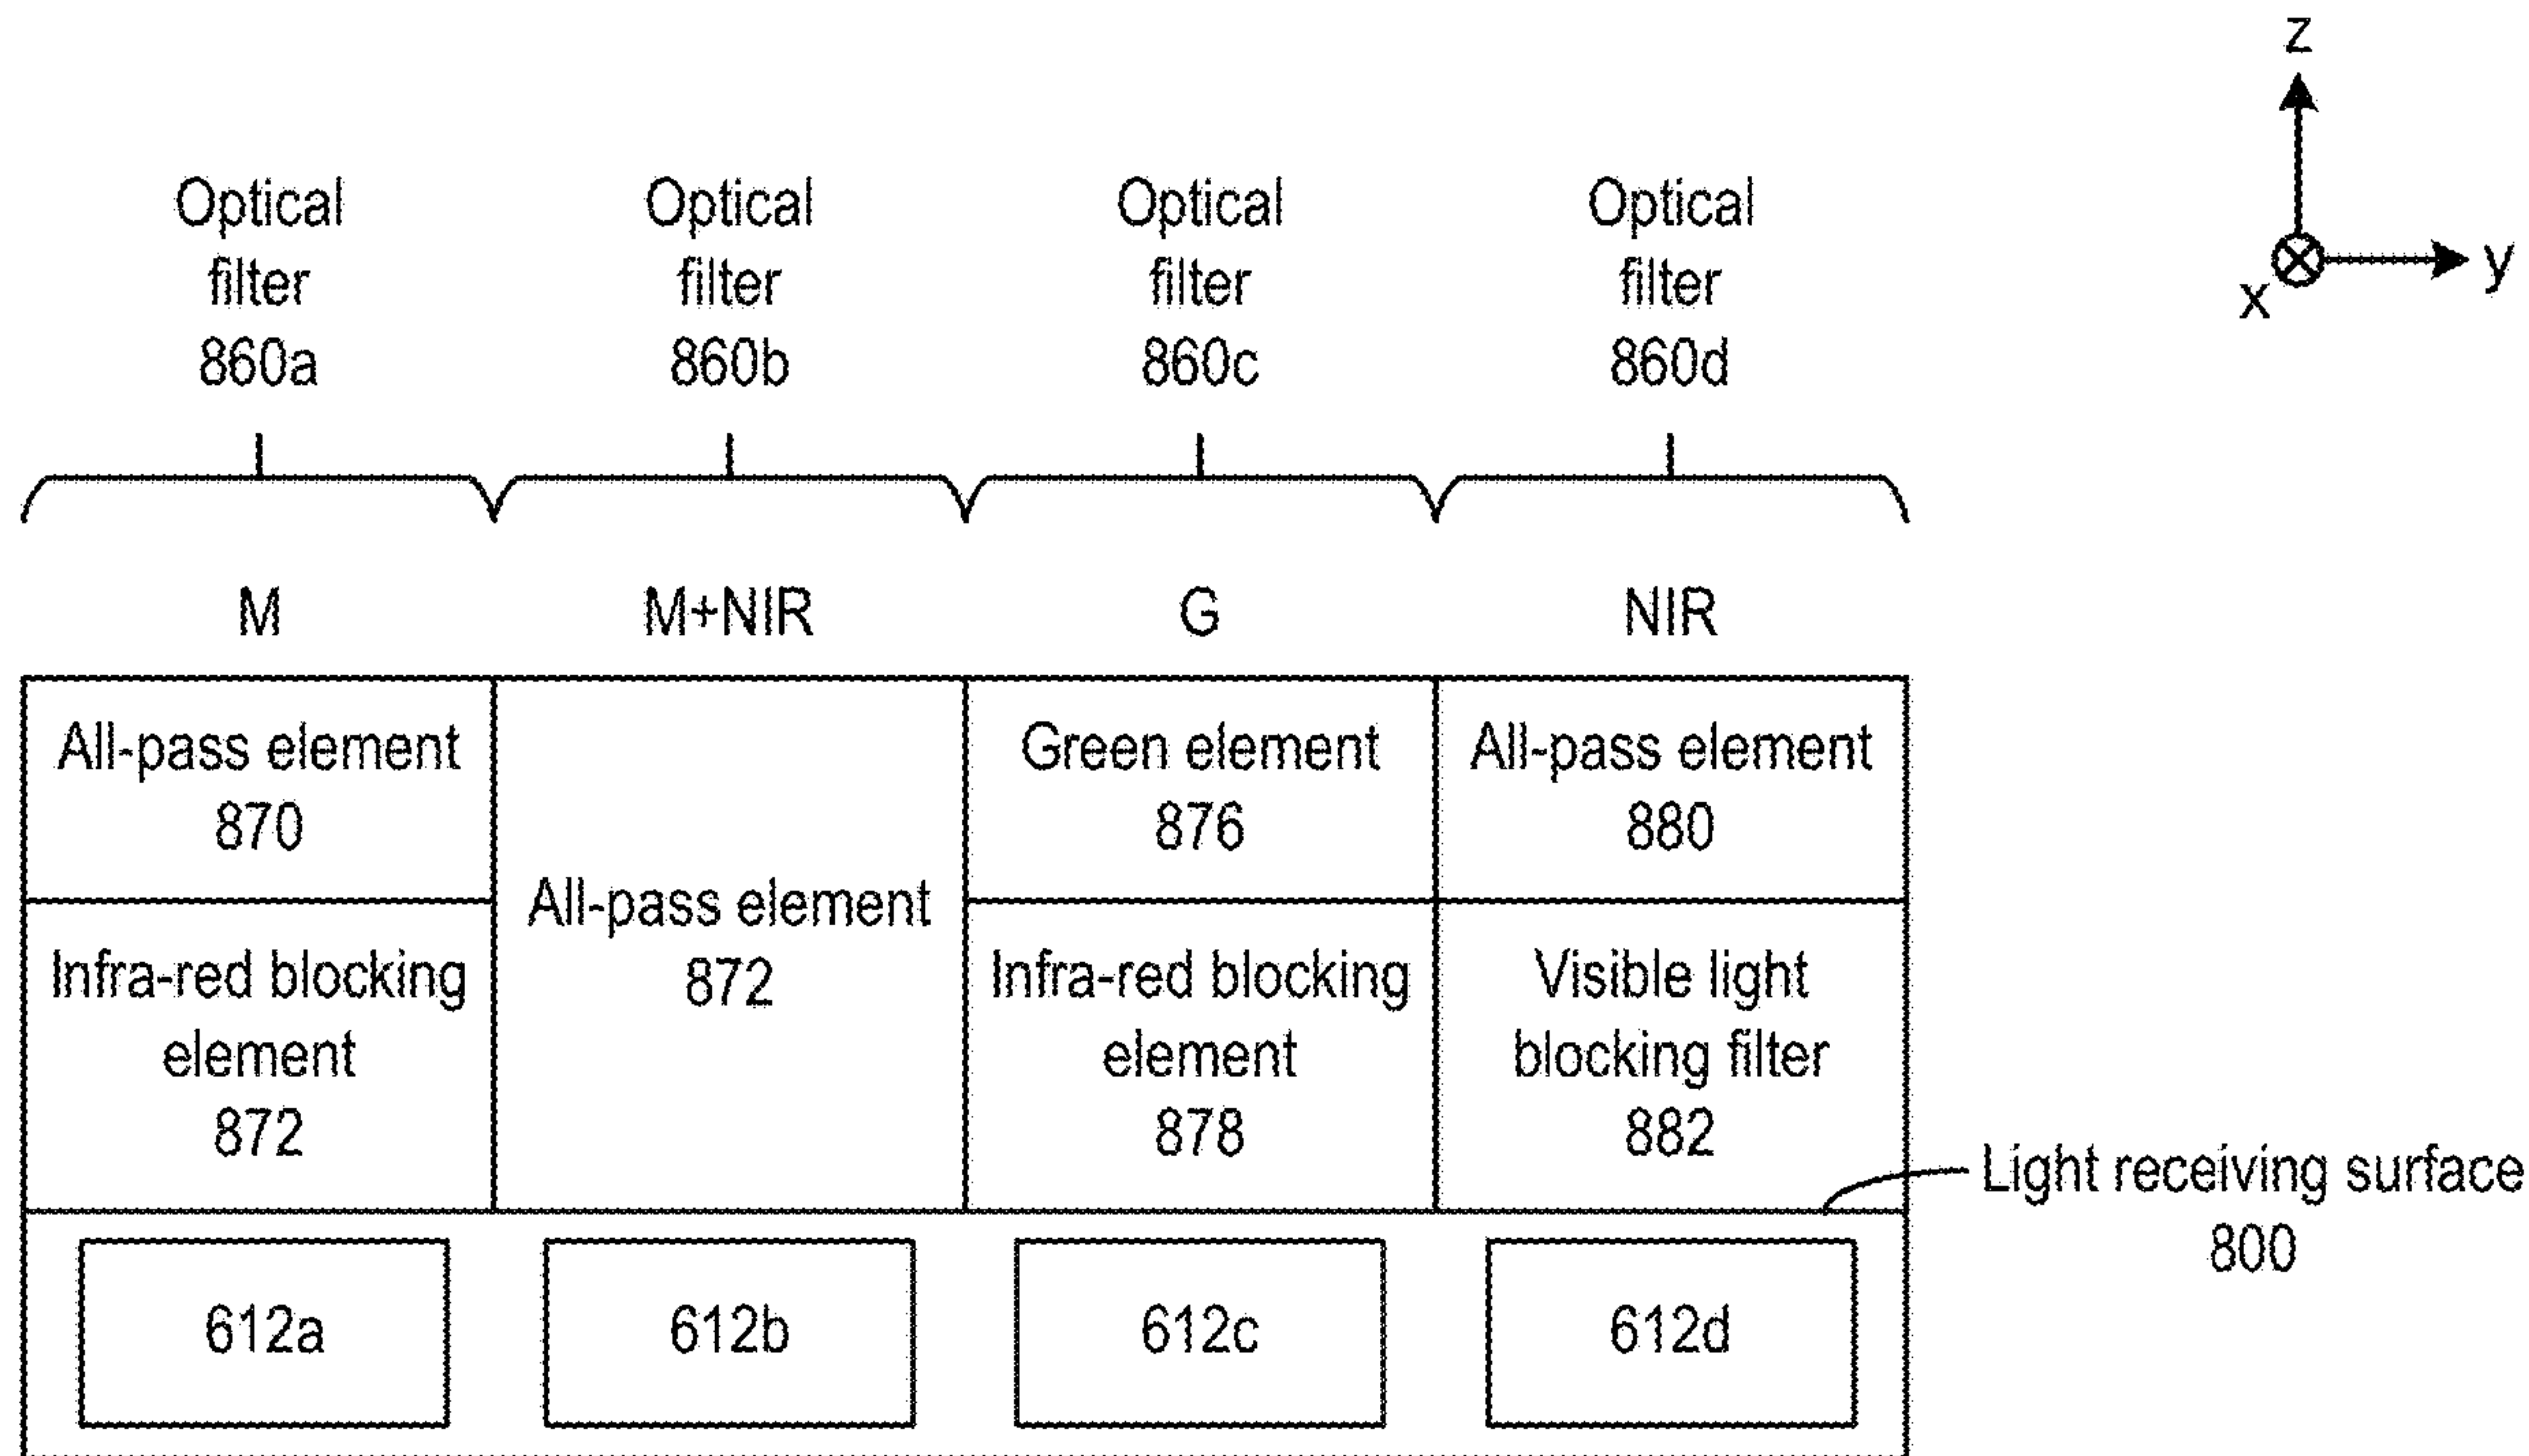 z
y
x
Optical
filter
860a
Optical
filter
860b
Optical
filter
860c
Optical
filter
860d
M
M+NIR
G
NIR
All-pass element
870
Infra-red blocking
element
872
All-pass element
872
Green element
876
Infra-red blocking
element
878
All-pass element
880
Visible light
blocking filter
882
Light receiving surface
800
612a
612b
612c
612d